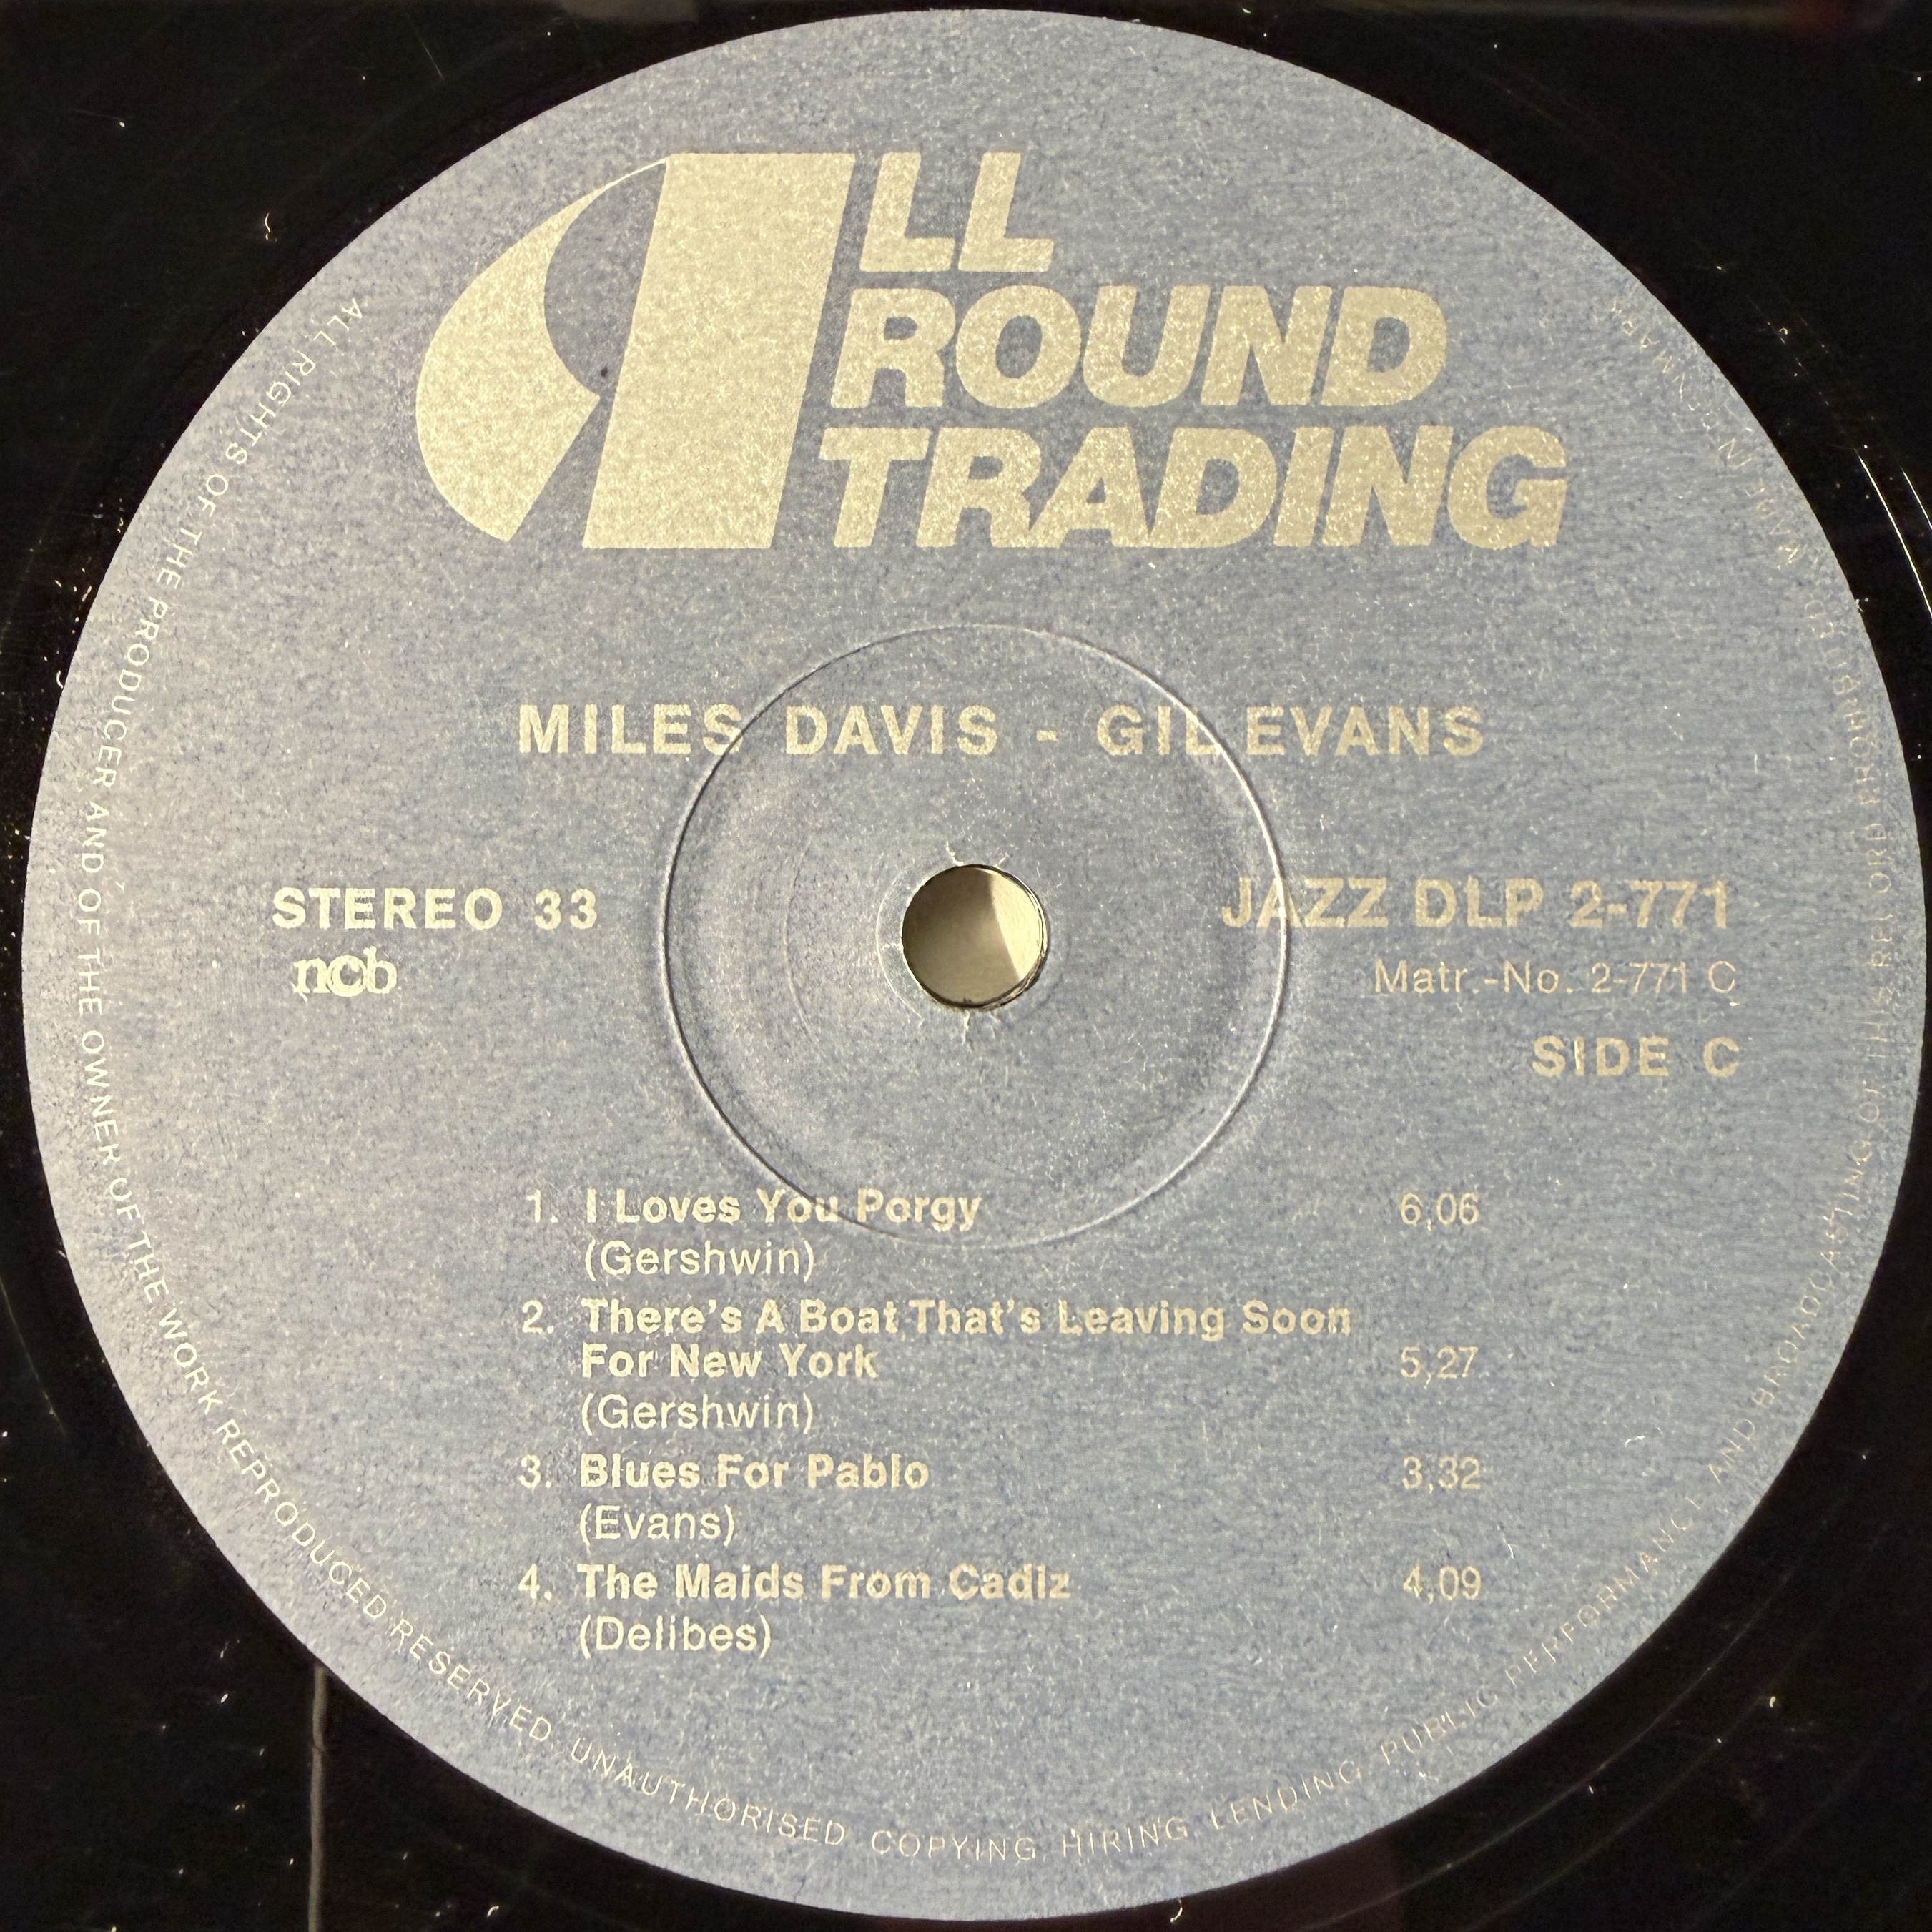 ALL
ROUND
TRADING
MILES DAVIS - GIL EVANS
STEREO 33
ncb
JAZZ DLP 2-771
Matr.-No. 2-771 C
SIDE C
1. I Loves You Porgy 6,06
(Gershwin)
2. There's A Boat That's Leaving Soon
For New York 5,27
(Gershwin)
3. Blues For Pablo 3,32
(Evans)
4. The Maids From Cadiz 4,09
(Delibes)
ALL RIGHTS OF THE PRODUCER AND OF THE OWNER OF THE WORK REPRODUCED RESERVED UNAUTHORISED COPYING HIRING LENDING PUBLIC PERFORMANCE AND BROADCASTING OF THIS RECORD PROHIBITED MADE IN DENMARK